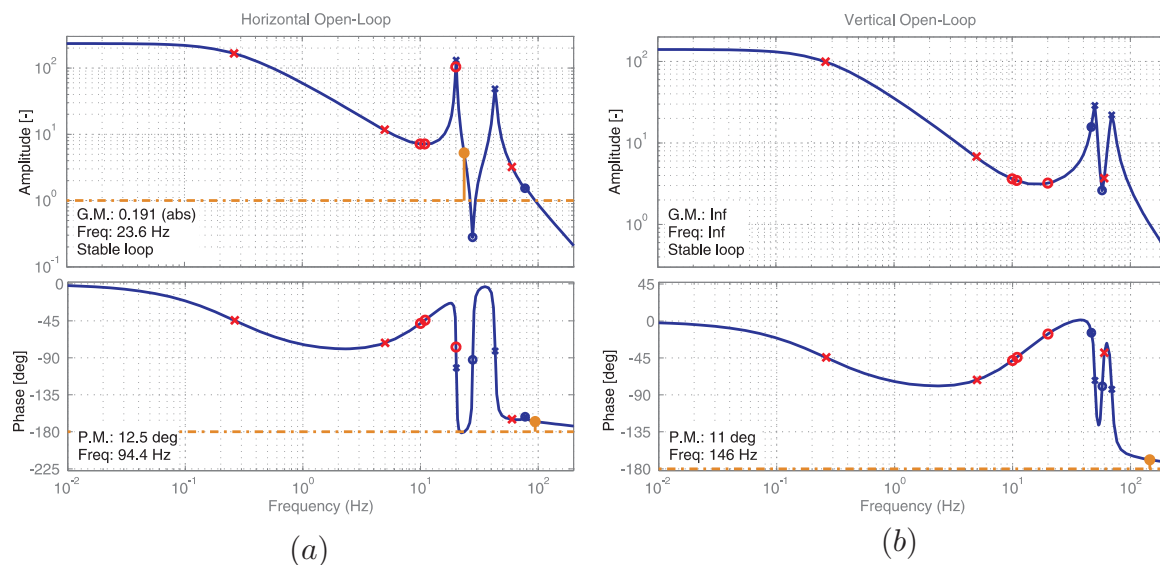 Horizontal Open-Loop
Amplitude [-]
10^2
10^1
10^0
10^-1
G.M.: 0.191 (abs)
Freq: 23.6 Hz
Stable loop
Phase [deg]
0
-45
-90
-135
-180
-225
P.M.: 12.5 deg
Freq: 94.4 Hz
10^-2
10^-1
10^0
10^1
10^2
Frequency (Hz)
(a)
Vertical Open-Loop
Amplitude [-]
10^2
10^1
10^0
G.M.: Inf
Freq: Inf
Stable loop
Phase [deg]
45
0
-45
-90
-135
-180
P.M.: 11 deg
Freq: 146 Hz
10^-2
10^-1
10^0
10^1
10^2
Frequency (Hz)
(b)